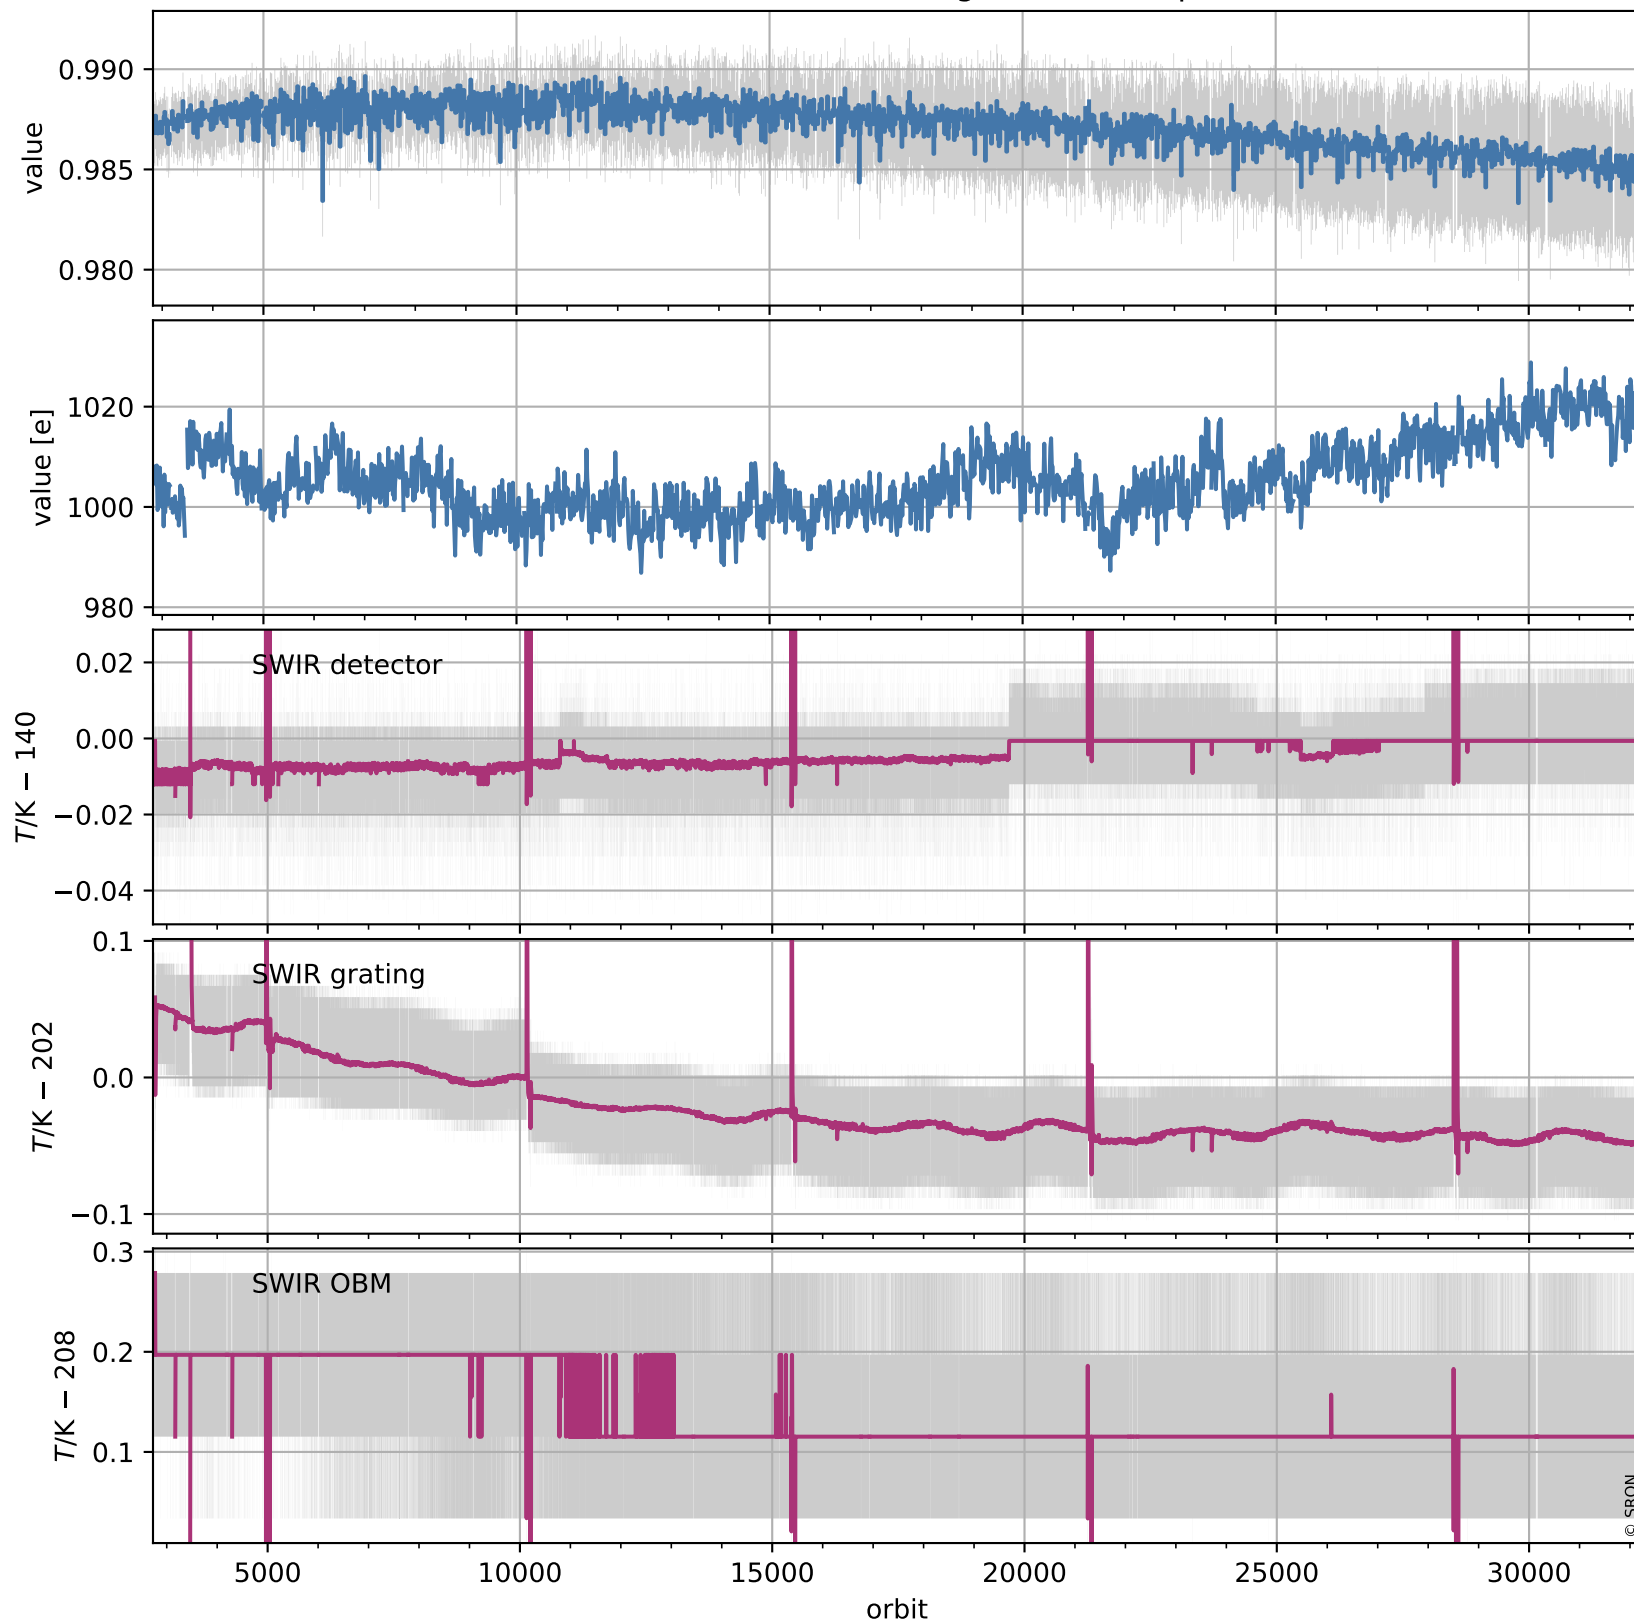 0.990
0.985
0.980
value
1020
1000
980
value [e]
SWIR detector
0.02
0.00
−0.02
−0.04
T/K − 140
SWIR grating
0.1
0.0
−0.1
T/K − 202
SWIR OBM
0.3
0.2
0.1
T/K − 208
© SRON
5000 10000 15000 20000 25000 30000
orbit